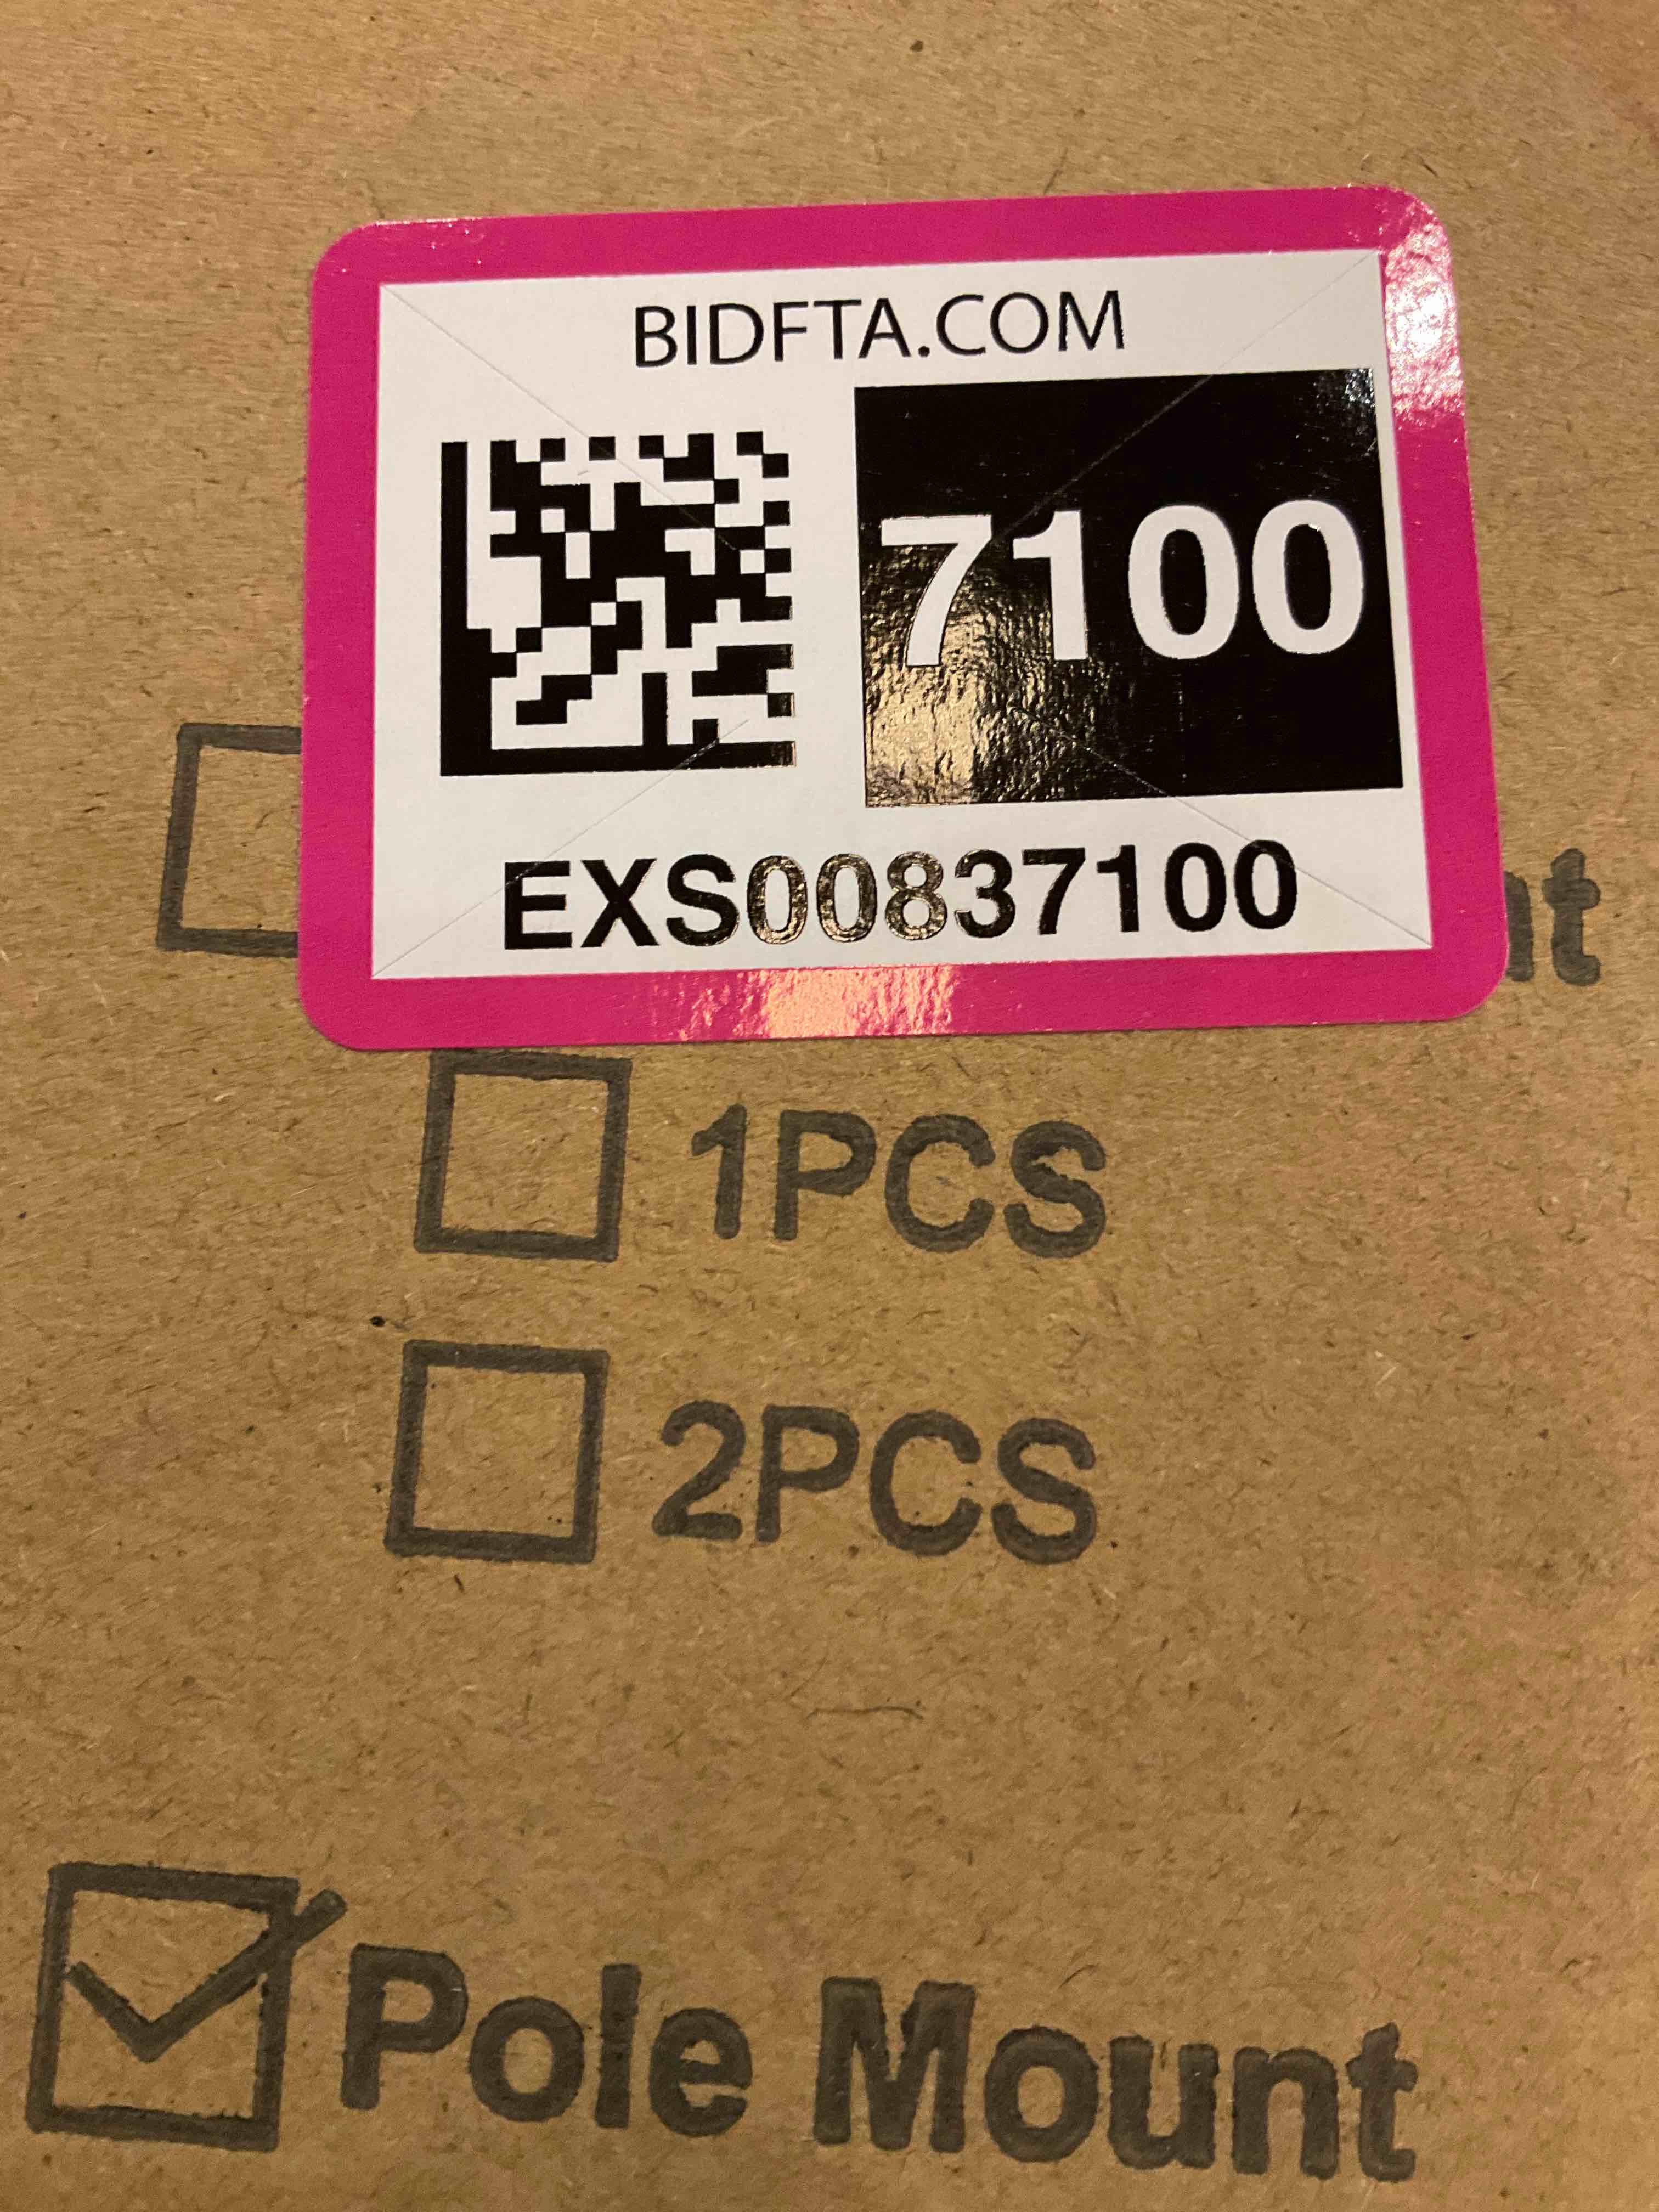 BIDFTA.COM
7100
EXS00837100
1PCS
2PCS
Pole Mount